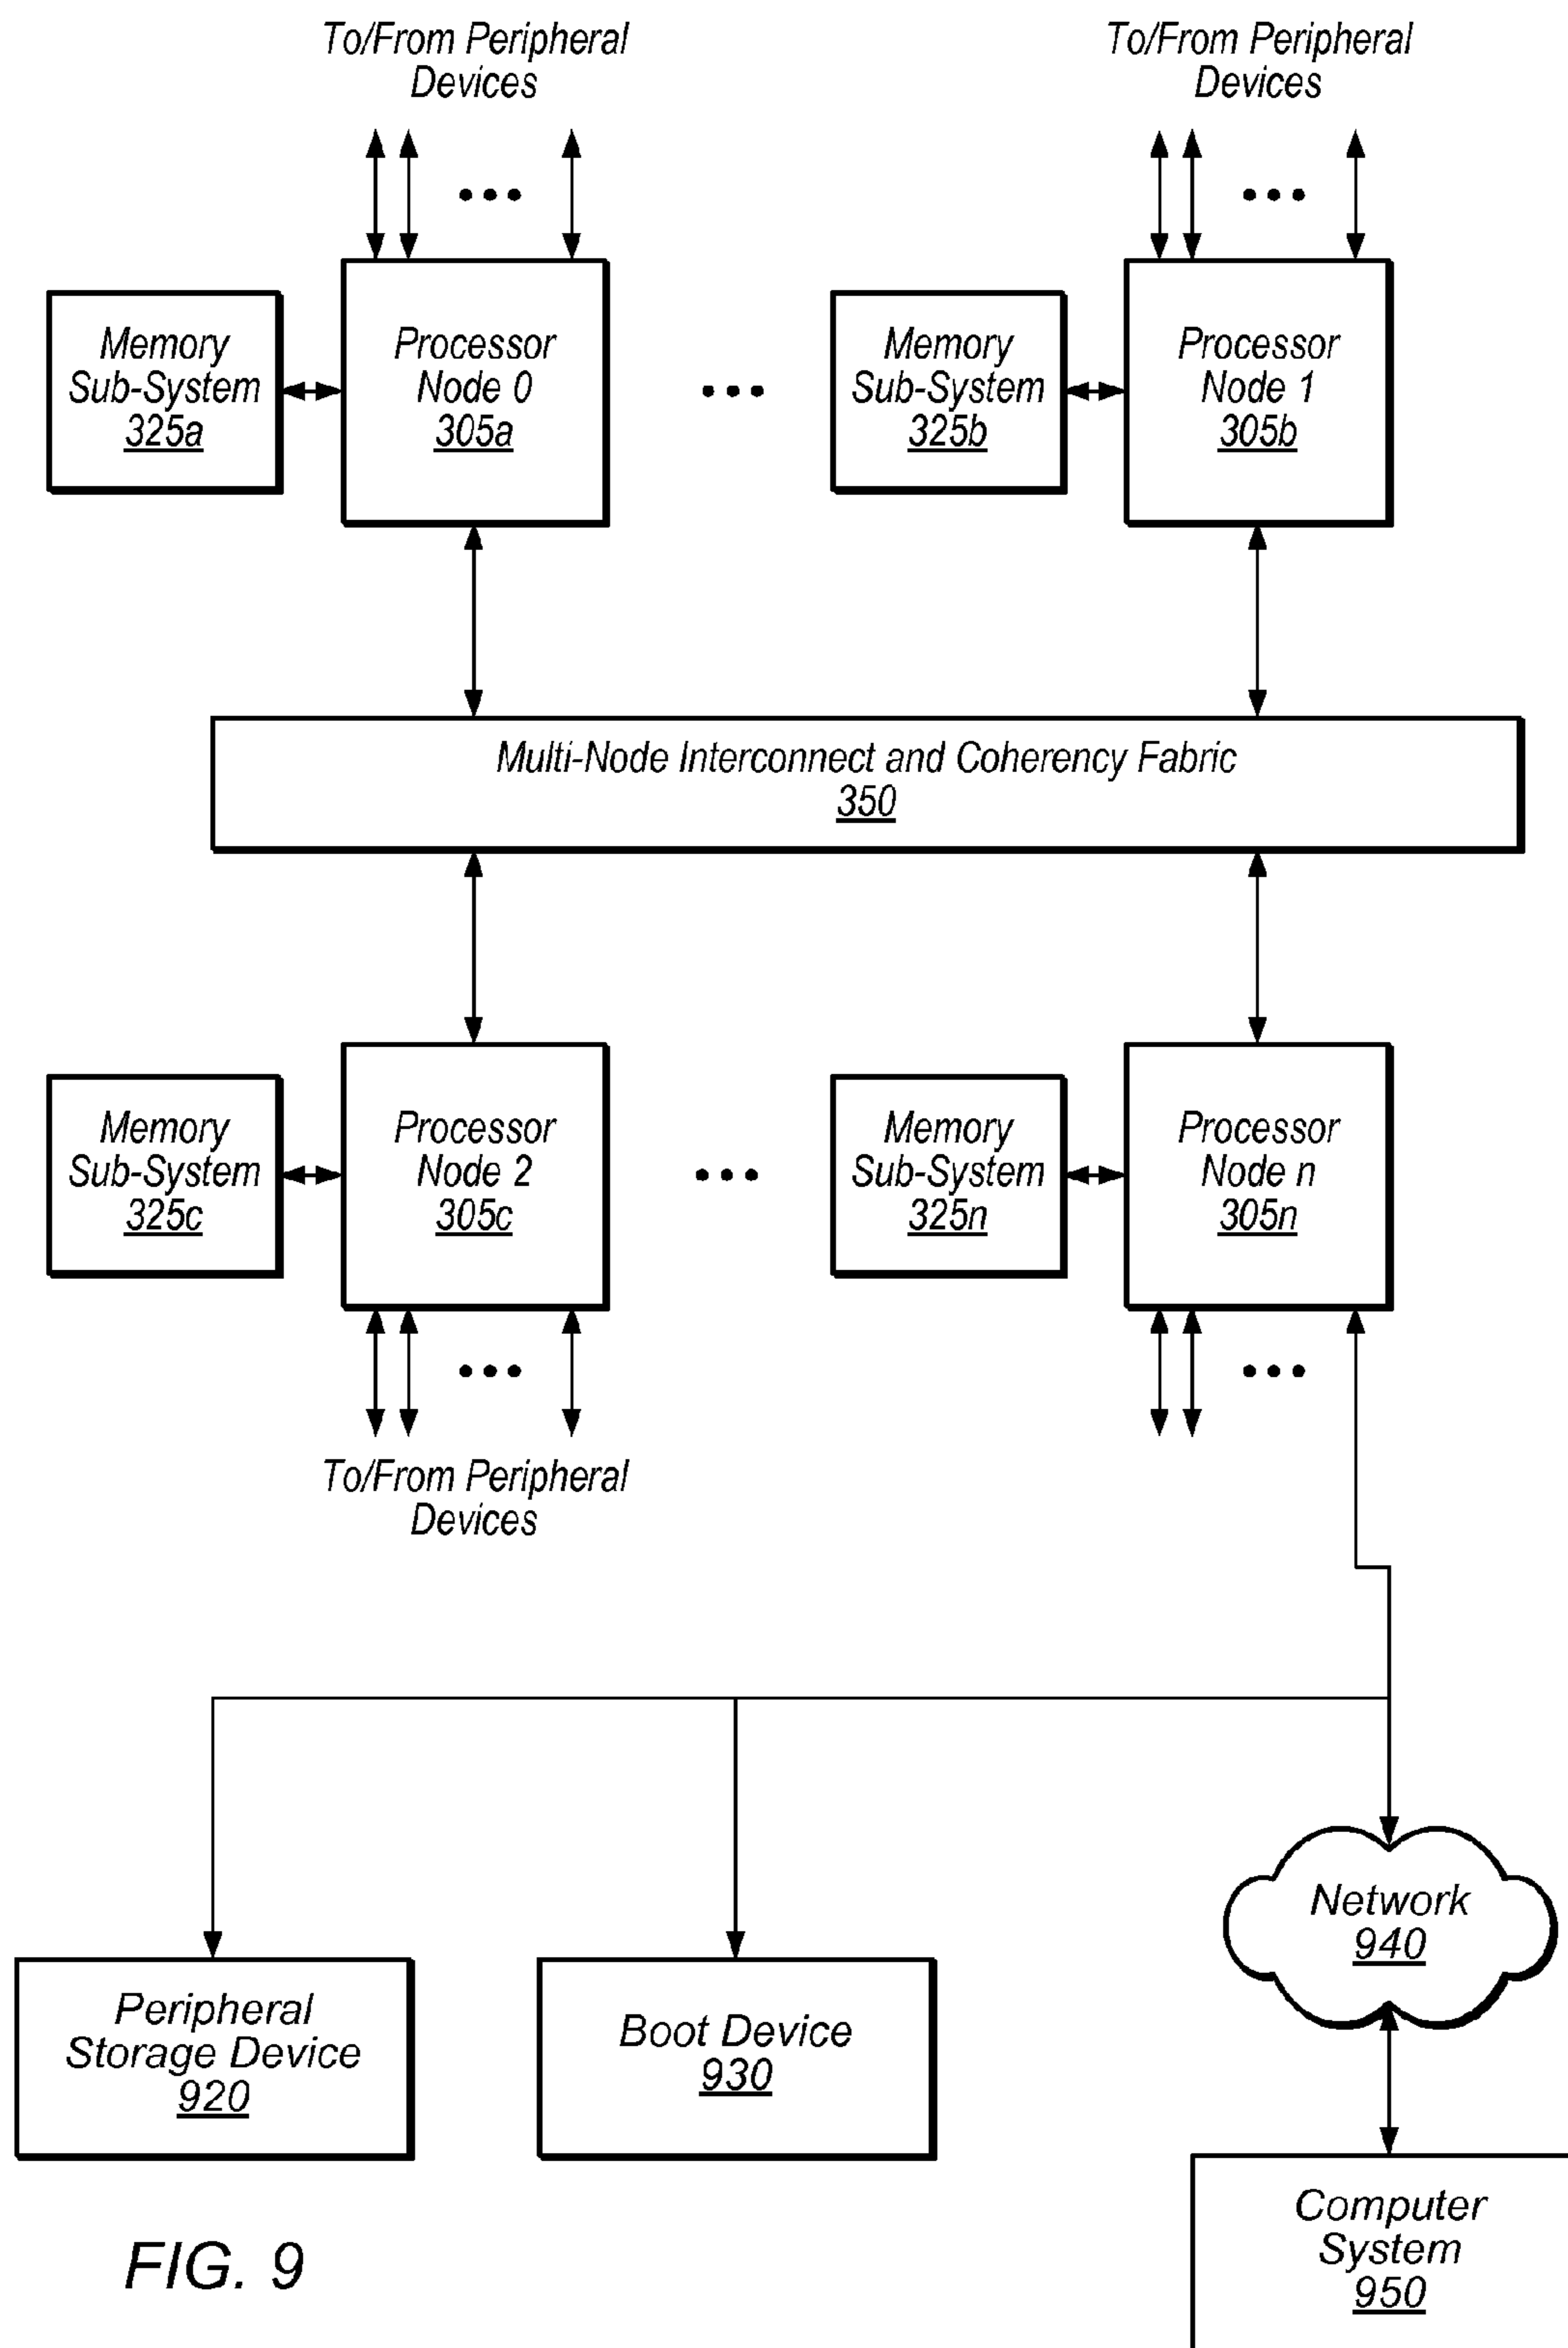 To/From Peripheral
Devices
To/From Peripheral
Devices
Memory
Sub-System
325a
Processor
Node 0
305a
Memory
Sub-System
325b
Processor
Node 1
305b
Multi-Node Interconnect and Coherency Fabric
350
Memory
Sub-System
325c
Processor
Node 2
305c
Memory
Sub-System
325n
Processor
Node n
305n
To/From Peripheral
Devices
Network
940
Peripheral
Storage Device
920
Boot Device
930
Computer
System
950
FIG. 9